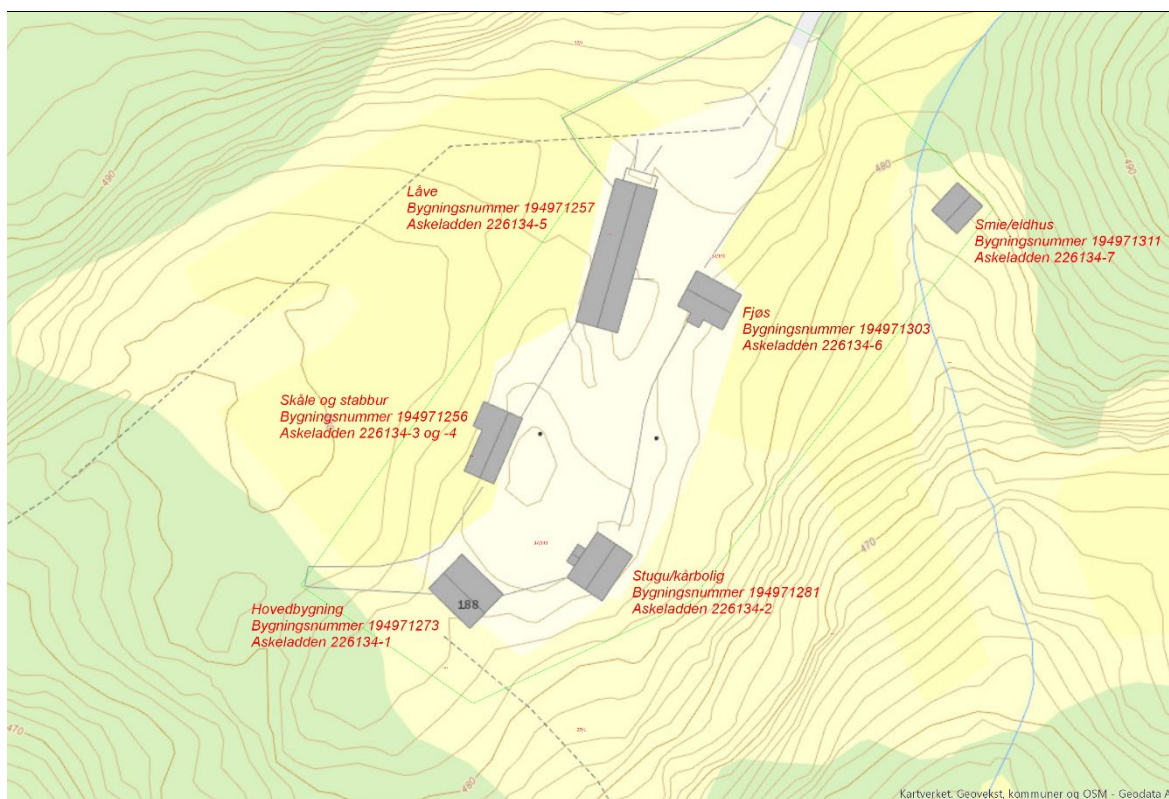 490
Låve
Bygningsnummer 194971257
Askeladden 226134-5
480
490
Smie/eldhus
Bygningsnummer 194971311
Askeladden 226134-7
Fjøs
Bygningsnummer 194971303
Askeladden 226134-6
Skåle og stabbur
Bygningsnummer 194971256
Askeladden 226134-3 og -4
470
Stugu/kårbolig
Bygningsnummer 194971281
Askeladden 226134-2
188
Hovedbygning
Bygningsnummer 194971273
Askeladden 226134-1
470
480
Kartverket, Geovekst, kommuner og OSM - Geodata A